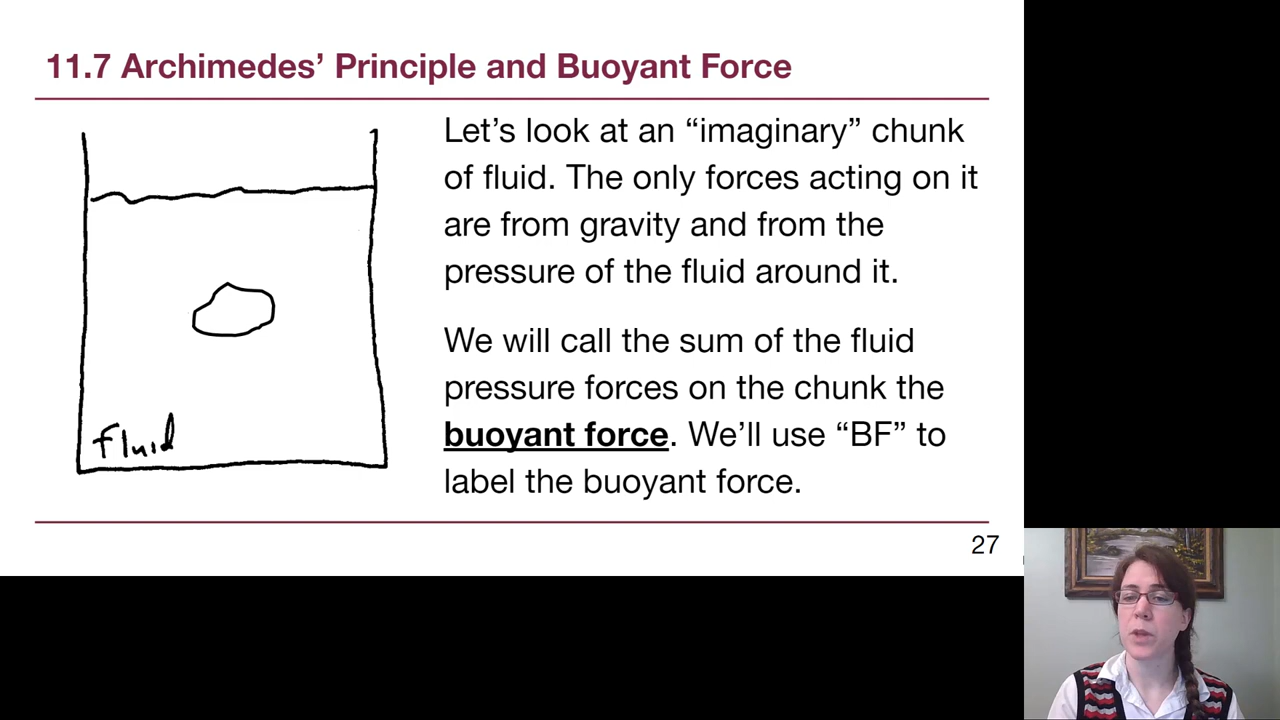 11.7 Archimedes’ Principle and Buoyant Force
Let’s look at an “imaginary” chunk
of fluid. The only forces acting on it
are from gravity and from the
pressure of the fluid around it.
We will call the sum of the fluid
pressure forces on the chunk the
buoyant force. We’ll use “BF” to
label the buoyant force.
fluid
27